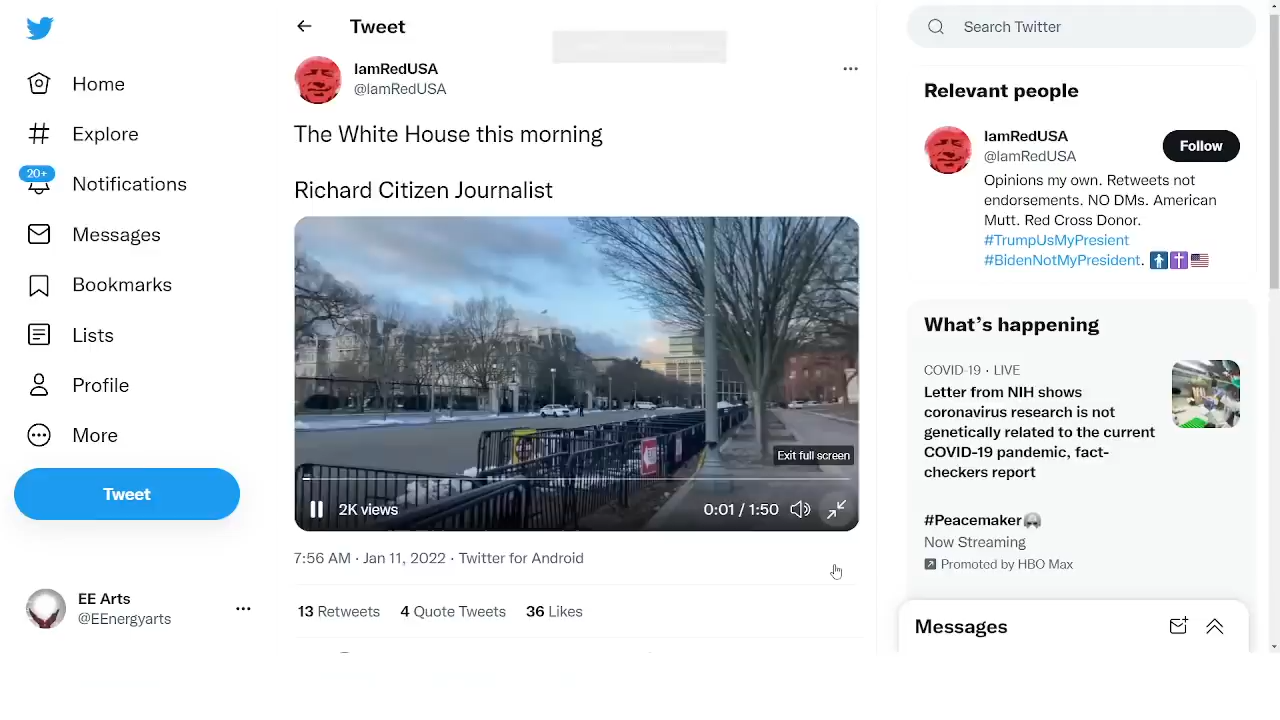 Tweet
Search Twitter
Home
Explore
20+
Notifications
Messages
Bookmarks
Lists
Profile
More
Tweet
EE Arts
@EEnergyarts
IamRedUSA
@IamRedUSA
The White House this morning
Richard Citizen Journalist
Exit full screen
2K views
0:01 / 1:50
7:56 AM · Jan 11, 2022 · Twitter for Android
13 Retweets 4 Quote Tweets 36 Likes
Relevant people
IamRedUSA
@IamRedUSA
Follow
Opinions my own. Retweets not
endorsements. NO DMs. American
Mutt. Red Cross Donor.
#TrumpUsMyPresient
#BidenNotMyPresident.
What's happening
COVID-19 · LIVE
Letter from NIH shows
coronavirus research is not
genetically related to the current
COVID-19 pandemic, fact-
checkers report
#Peacemaker
Now Streaming
Promoted by HBO Max
Messages